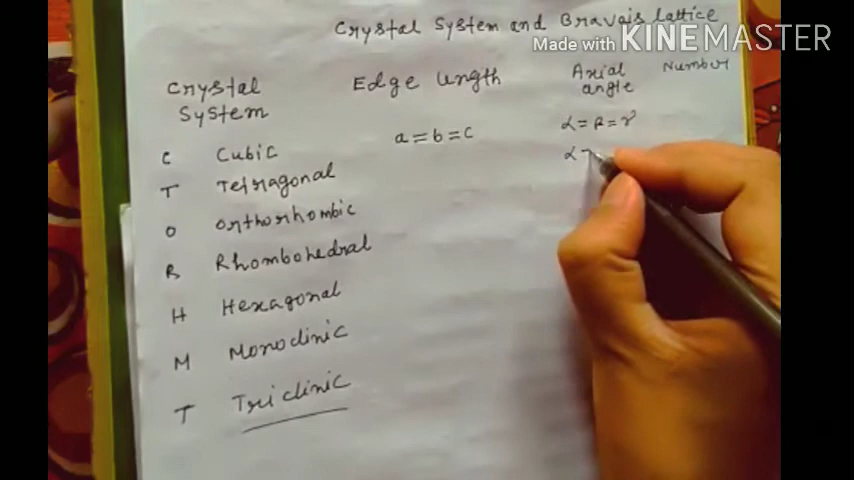 Crystal System and Bravais lattice
Made with KINEMASTER
Crystal System
Edge length
Axial angle
Number
C Cubic a = b = c α = β = γ
α =
T Tetragonal
O Orthorhombic
R Rhombohedral
H Hexagonal
M Monoclinic
T Triclinic